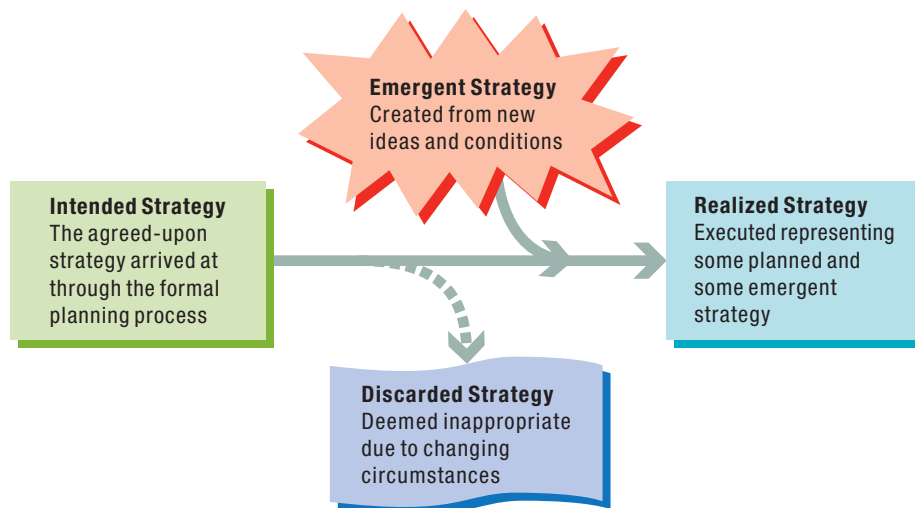 Emergent Strategy
Created from new
ideas and conditions
Intended Strategy
The agreed-upon
strategy arrived at
through the formal
planning process
Realized Strategy
Executed representing
some planned and
some emergent
strategy
Discarded Strategy
Deemed inappropriate
due to changing
circumstances